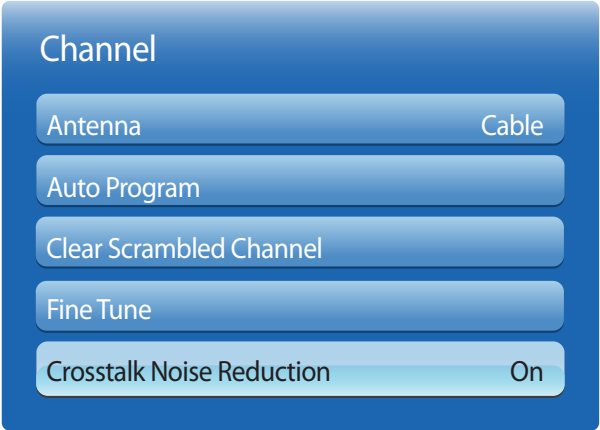 Channel
Antenna Cable
Auto Program
Clear Scrambled Channel
Fine Tune
Crosstalk Noise Reduction On